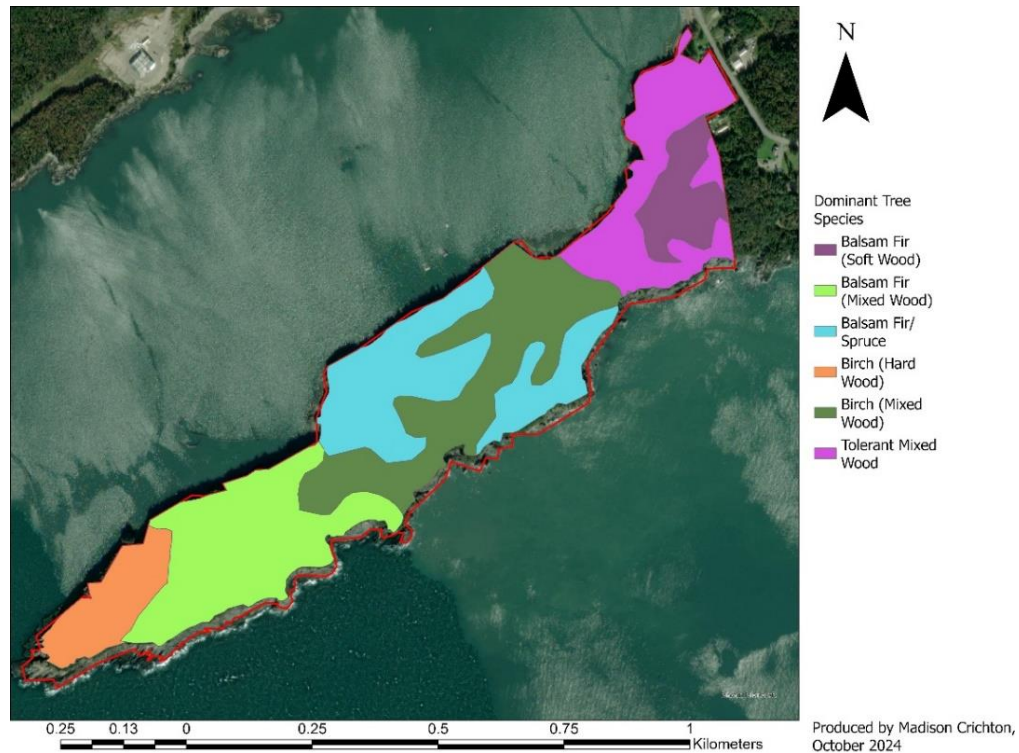 N
Dominant Tree
Species
Balsam Fir
(Soft Wood)
Balsam Fir
(Mixed Wood)
Balsam Fir/
Spruce
Birch (Hard
Wood)
Birch (Mixed
Wood)
Tolerant Mixed
Wood
0.25 0.13 0 0.25 0.5 0.75 1
Kilometers
Produced by Madison Crichton,
October 2024